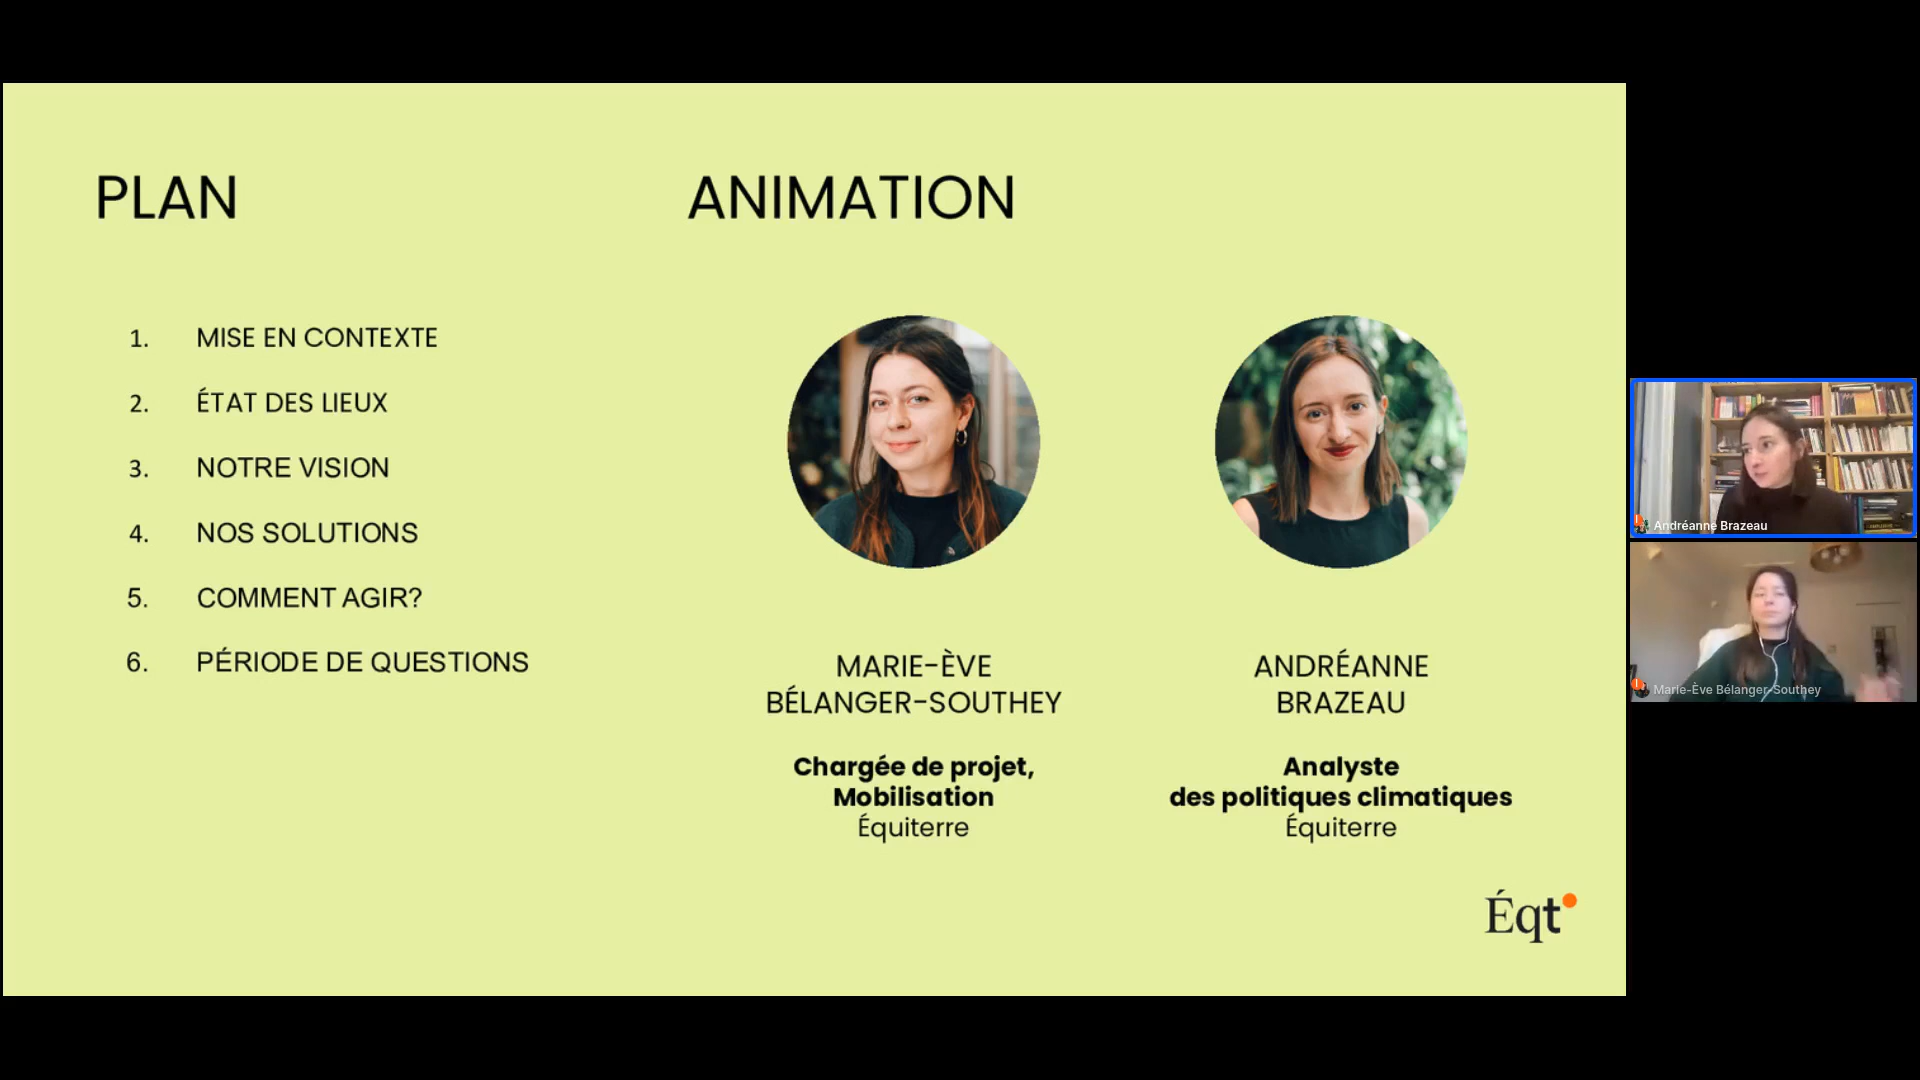 PLAN
1. MISE EN CONTEXTE
2. ÉTAT DES LIEUX
3. NOTRE VISION
4. NOS SOLUTIONS
5. COMMENT AGIR?
6. PÉRIODE DE QUESTIONS
ANIMATION
MARIE-ÈVE
BÉLANGER-SOUTHEY
Chargée de projet,
Mobilisation
Équiterre
ANDRÉANNE
BRAZEAU
Analyste
des politiques climatiques
Équiterre
Éqt
Andréanne Brazeau
Marie-Ève Bélanger-Southey